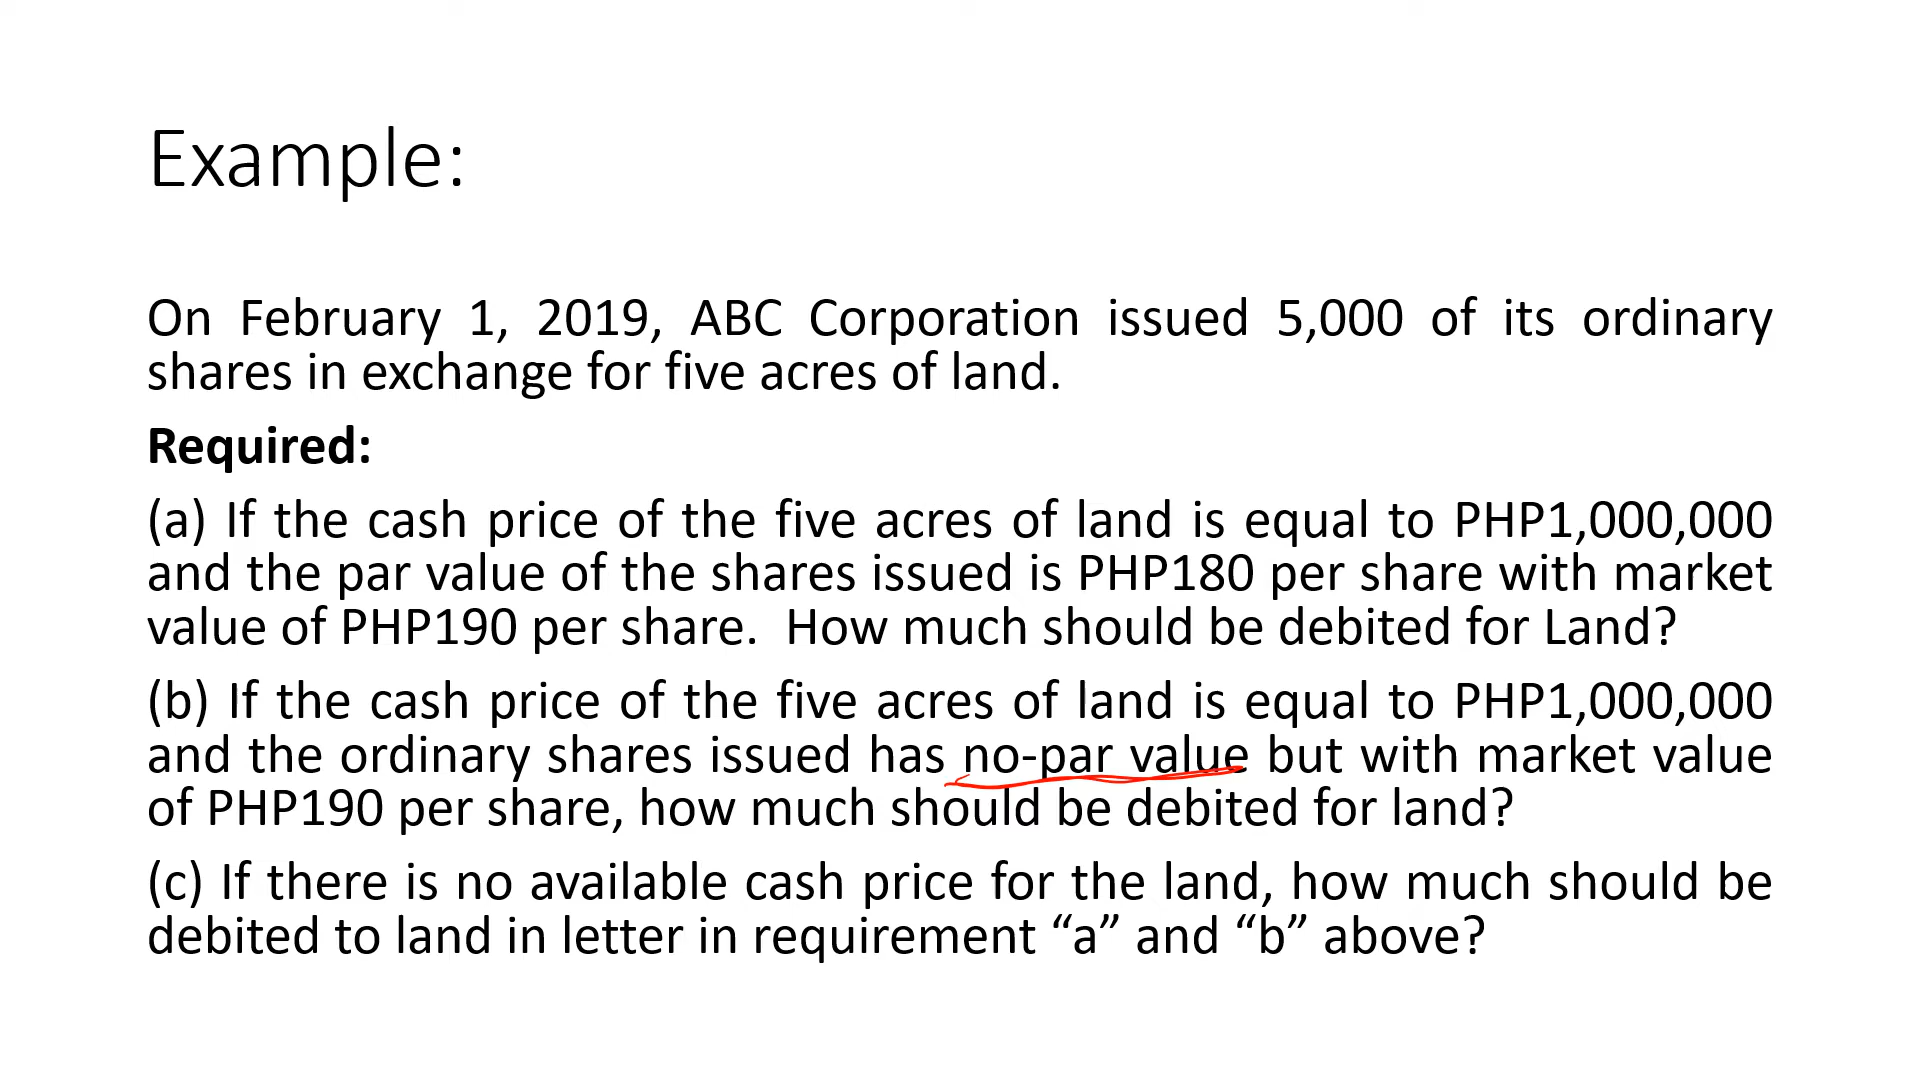 Example:
On February 1, 2019, ABC Corporation issued 5,000 of its ordinary
shares in exchange for five acres of land.
Required:
(a) If the cash price of the five acres of land is equal to PHP1,000,000
and the par value of the shares issued is PHP180 per share with market
value of PHP190 per share.  How much should be debited for Land?
(b) If the cash price of the five acres of land is equal to PHP1,000,000
and the ordinary shares issued has no-par value but with market value
of PHP190 per share, how much should be debited for land?
(c) If there is no available cash price for the land, how much should be
debited to land in letter in requirement “a” and “b” above?